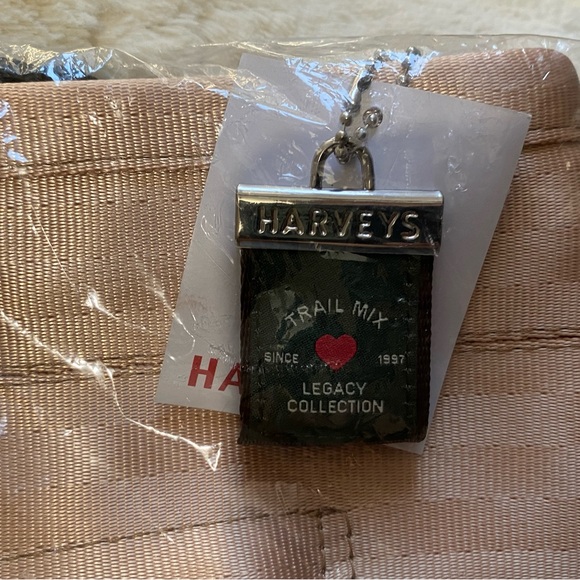 HARVEYS
TRAIL MIX
SINCE 1997
LEGACY
COLLECTION
HA